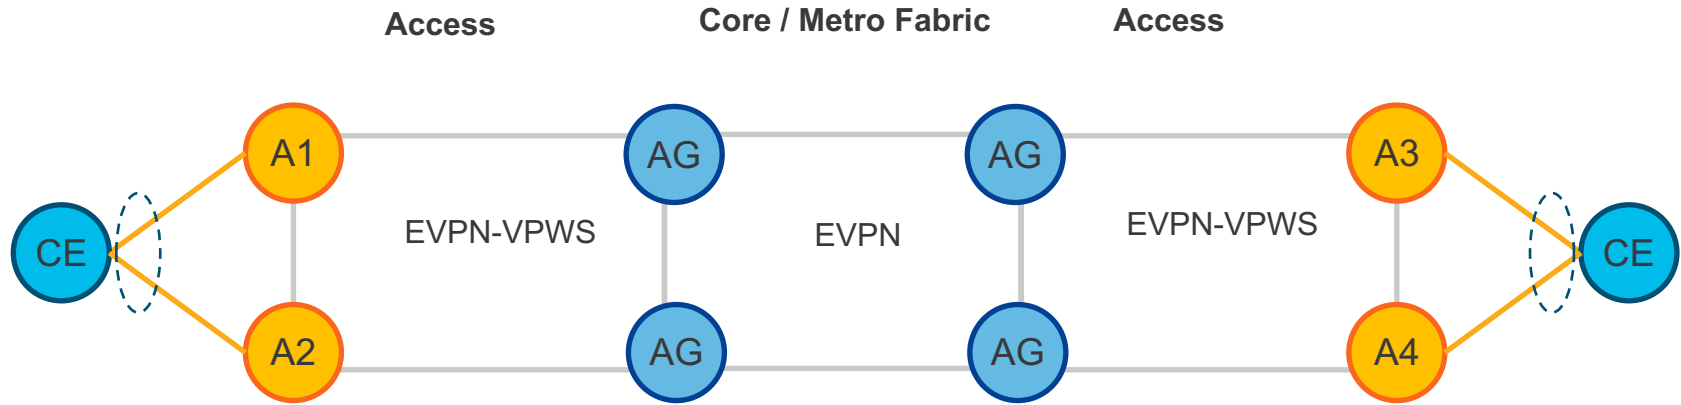 Access
Core / Metro Fabric
Access
A1
AG
AG
A3
CE
EVPN-VPWS
EVPN
EVPN-VPWS
CE
A2
AG
AG
A4